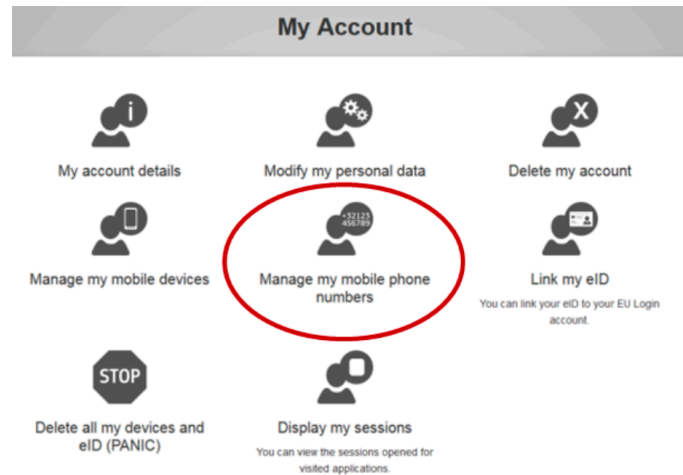 My Account
i
X
My account details
Modify my personal data
Delete my account
+32123
456789
Manage my mobile devices
Manage my mobile phone
numbers
Link my eID
You can link your eID to your EU Login
account.
STOP
Delete all my devices and
eID (PANIC)
Display my sessions
You can view the sessions opened for
visited applications.